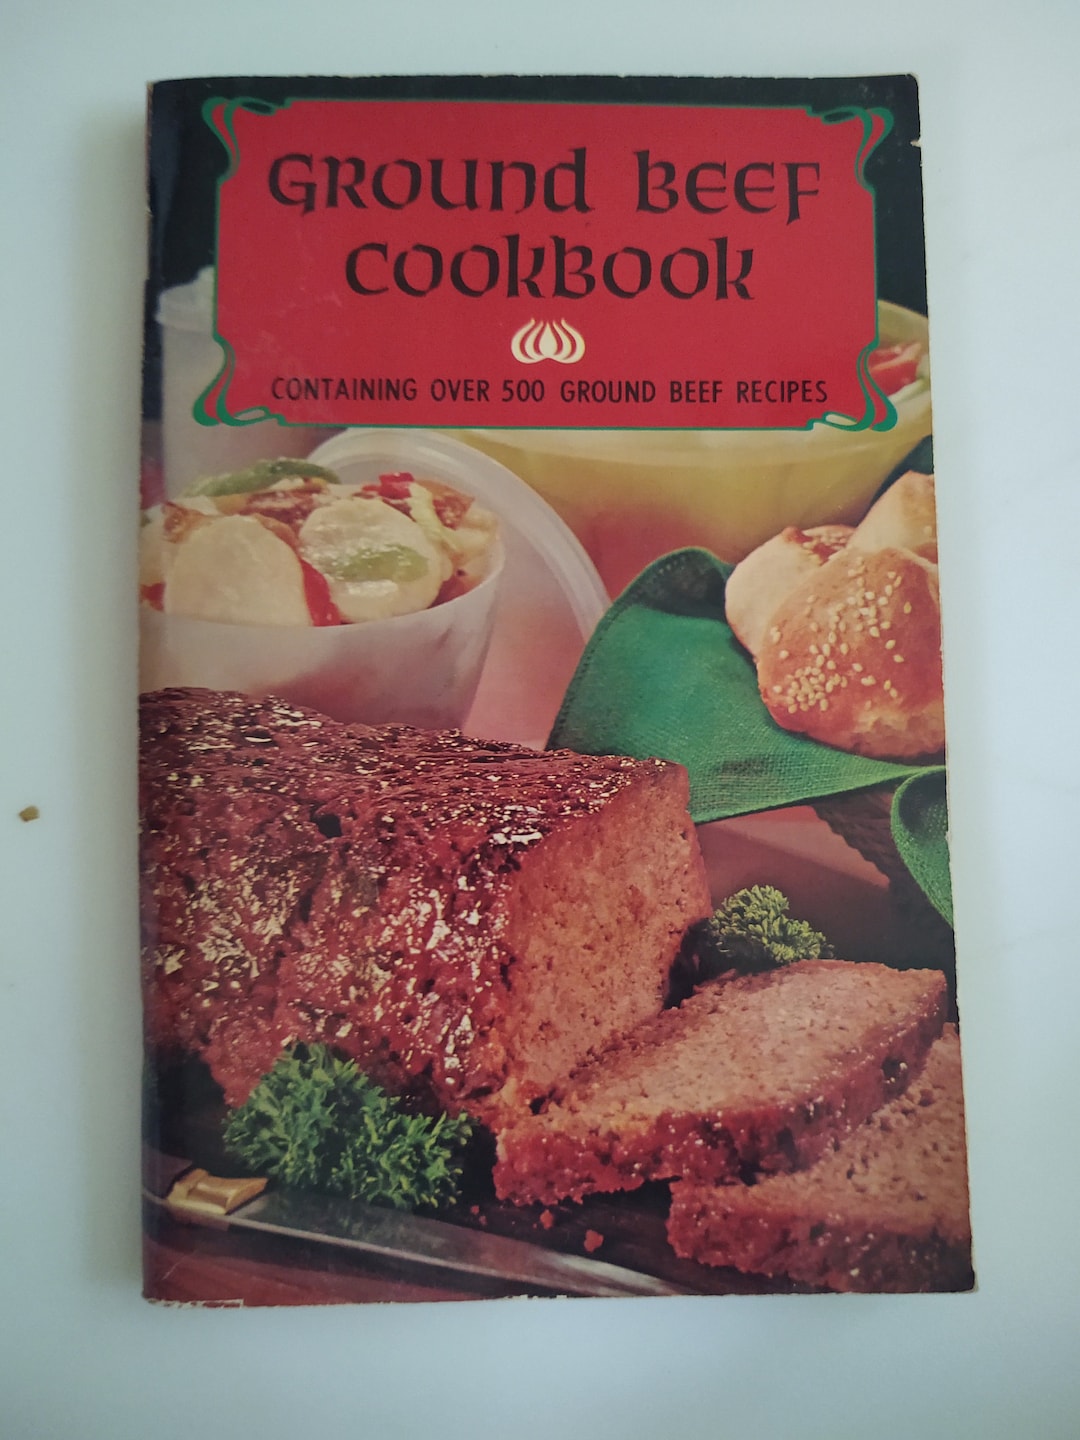 GROUND BEEF
COOKBOOK
CONTAINING OVER 500 GROUND BEEF RECIPES